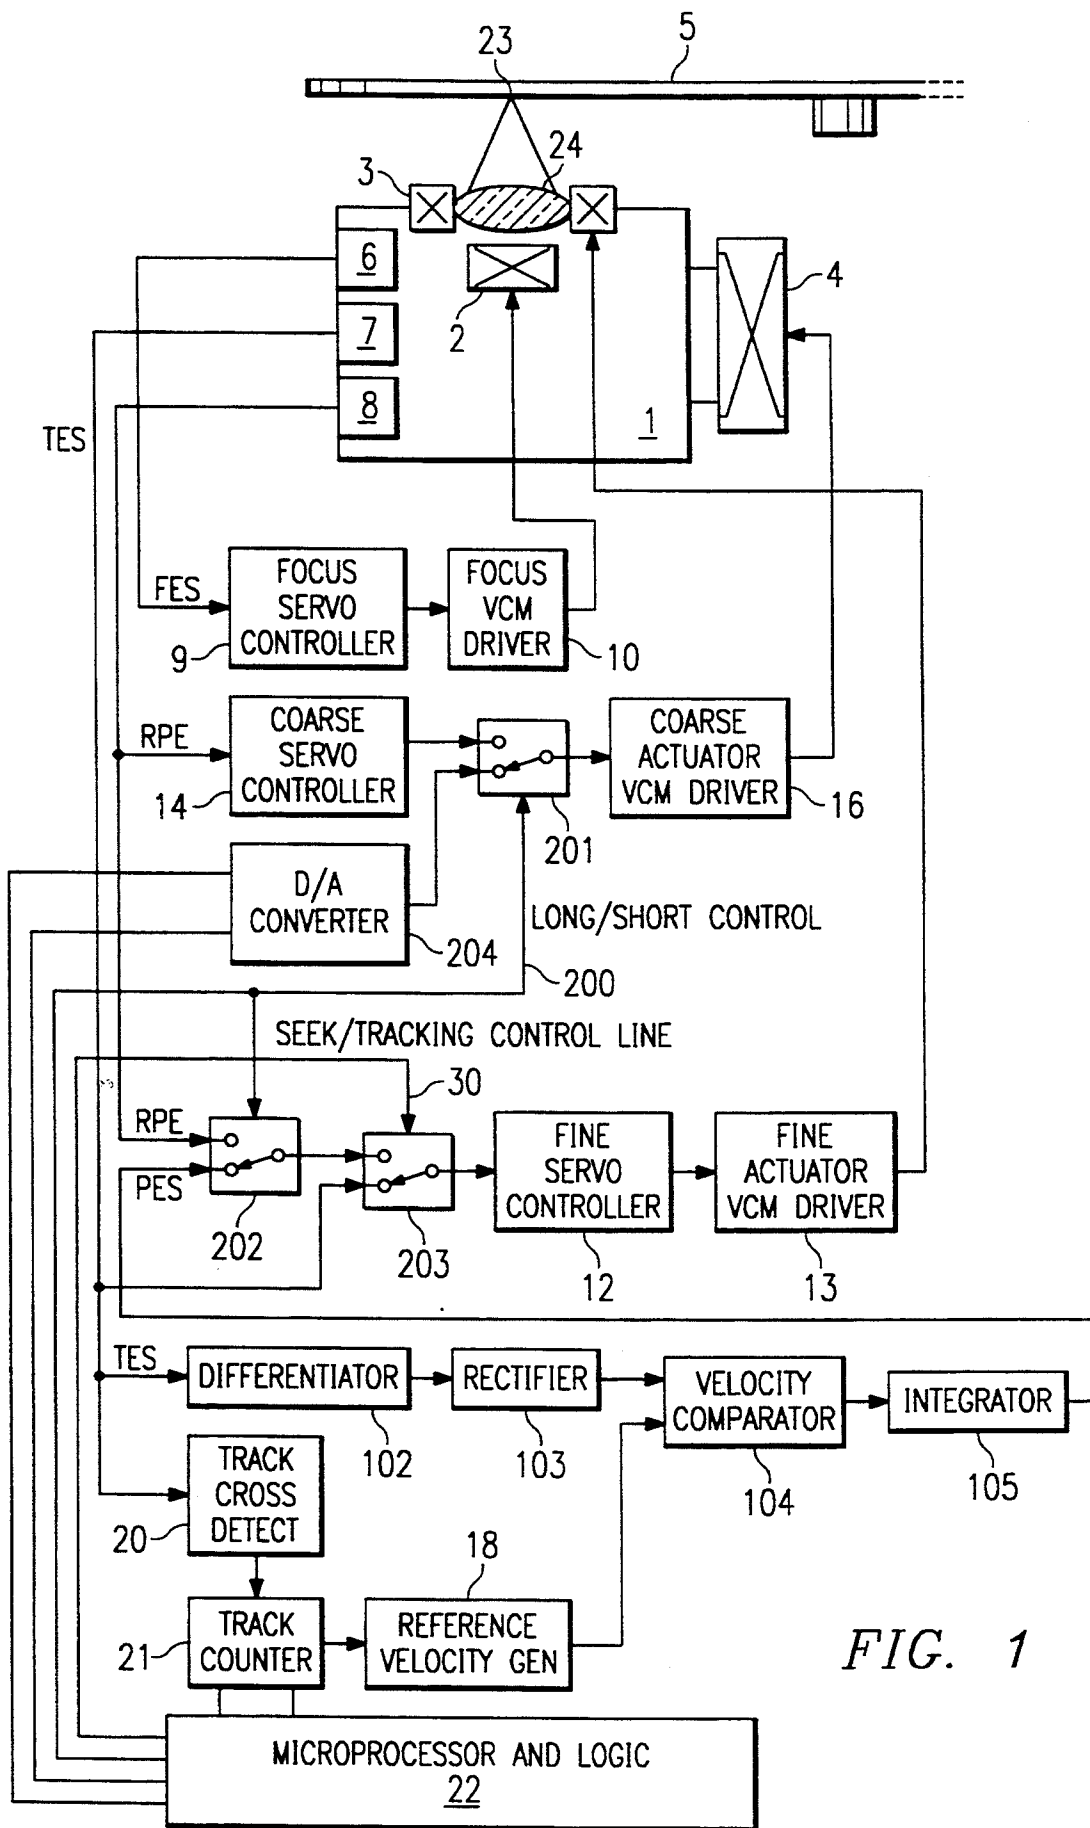 23
5
24
3
6
2
4
7
8
1
TES
FES
FOCUS
SERVO
CONTROLLER
9
FOCUS
VCM
DRIVER
10
RPE
COARSE
SERVO
CONTROLLER
14
201
COARSE
ACTUATOR
VCM DRIVER
16
D/A
CONVERTER
204
LONG/SHORT CONTROL
200
SEEK/TRACKING CONTROL LINE
30
RPE
PES
202
203
FINE
SERVO
CONTROLLER
12
FINE
ACTUATOR
VCM DRIVER
13
TES
DIFFERENTIATOR
102
RECTIFIER
103
VELOCITY
COMPARATOR
104
INTEGRATOR
105
TRACK
CROSS
DETECT
20
TRACK
COUNTER
21
18
REFERENCE
VELOCITY GEN
FIG. 1
MICROPROCESSOR AND LOGIC
22